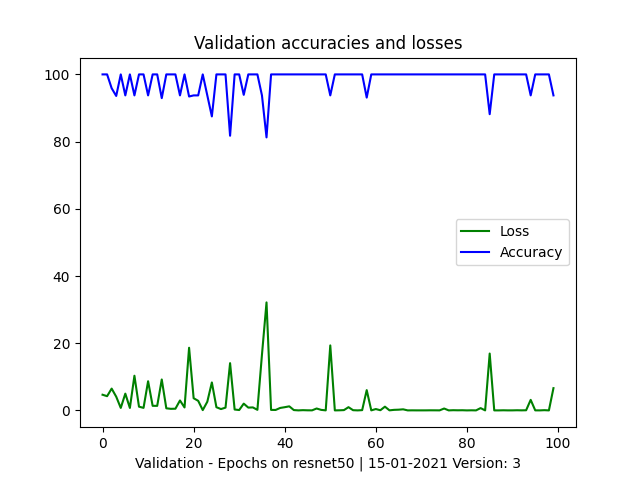 Validation accuracies and losses
100
80
60
40
20
0
Loss
Accuracy
0 20 40 60 80 100
Validation - Epochs on resnet50 | 15-01-2021 Version: 3